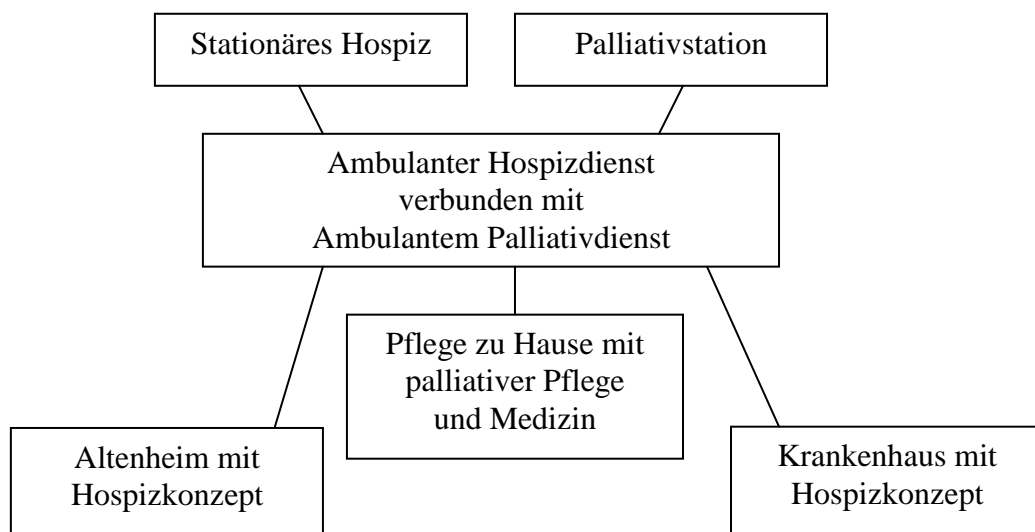 Stationäres Hospiz
Palliativstation
Ambulanter Hospizdienst
verbunden mit
Ambulantem Palliativdienst
Pflege zu Hause mit
palliativer Pflege
und Medizin
Altenheim mit
Hospizkonzept
Krankenhaus mit
Hospizkonzept